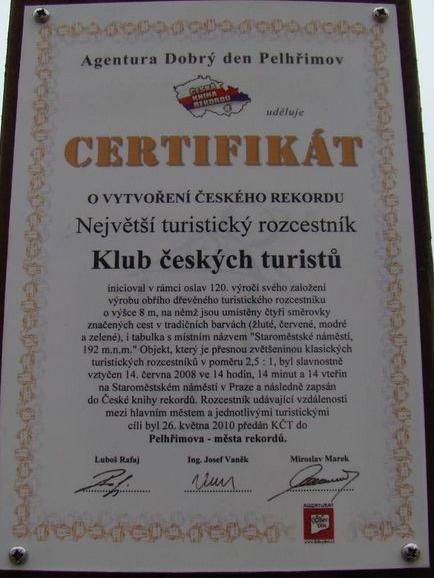 Agentura Dobrý den Pelhřimov
ČESKÁ
KNIHA
REKORDŮ
uděluje
CERTIFIKÁT
O VYTVOŘENÍ ČESKÉHO REKORDU
Největší turistický rozcestník
Klub českých turistů
inicioval v rámci oslav 120. výročí svého založení
výrobu obřího dřevěného turistického rozcestníku
o výšce 8 m, na němž jsou umístěny čtyři směrovky
značených cest v tradičních barvách (žluté, červené, modré
a zelené), i tabulka s místním názvem "Staroměstské náměstí,
192 m.n.m." Objekt, který je přesnou zvětšeninou klasických
turistických rozcestníků v poměru 2,5 : 1, byl slavnostně
vztyčen 14. června 2008 ve 14 hodin, 14 minut a 14 vteřin
na Staroměstském náměstí v Praze a následně zapsán
do České knihy rekordů. Rozcestník udávající vzdálenosti
mezi hlavním městem a jednotlivými turistickými
cíli byl 26. května 2010 předán KČT do
Pelhřimova - města rekordů.
Luboš Rafaj Ing. Josef Vaněk Miroslav Marek
AGENTURA
DOBRÝ
DEN